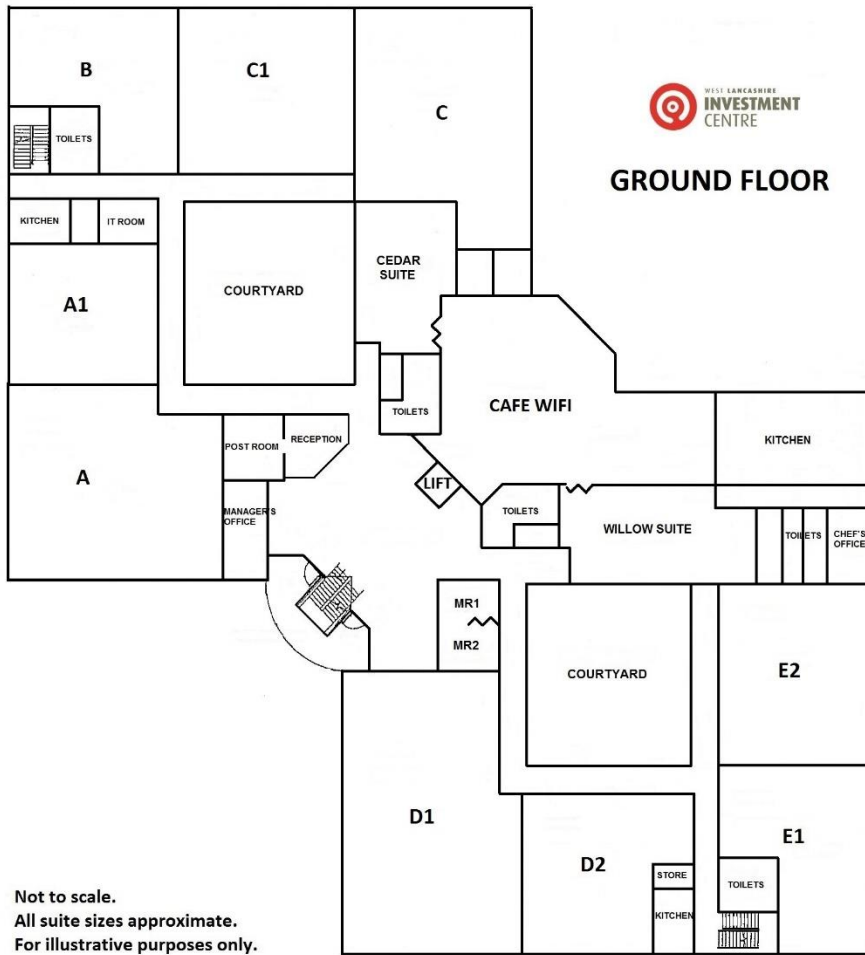 B
C1
C
WEST LANCASHIRE
INVESTMENT
CENTRE
TOILETS
GROUND FLOOR
KITCHEN
IT ROOM
CEDAR
SUITE
COURTYARD
A1
CAFE WIFI
TOILETS
POST ROOM
RECEPTION
KITCHEN
A
LIFT
MANAGER'S
OFFICE
TOILETS
WILLOW SUITE
TOILETS
CHEF'S
OFFICE
MR1
MR2
COURTYARD
E2
D1
D2
E1
STORE
TOILETS
KITCHEN
Not to scale.
All suite sizes approximate.
For illustrative purposes only.